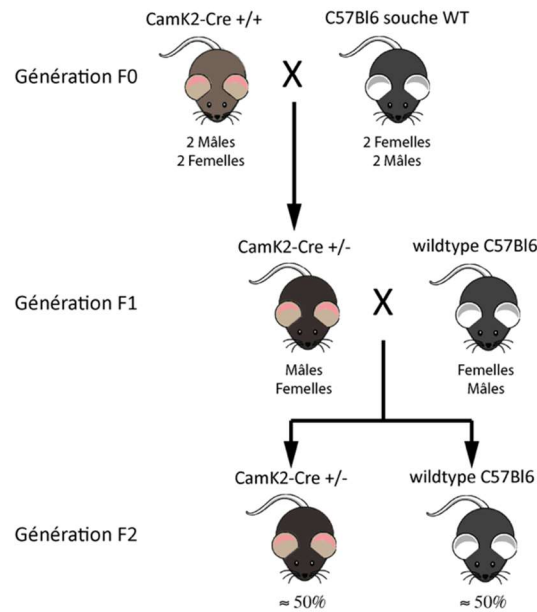 CamK2-Cre +/+
C57Bl6 souche WT
Génération F0
X
2 Mâles
2 Femelles
2 Femelles
2 Mâles
CamK2-Cre +/-
wildtype C57Bl6
Génération F1
X
Mâles
Femelles
Femelles
Mâles
CamK2-Cre +/-
wildtype C57Bl6
Génération F2
≈ 50%
≈ 50%